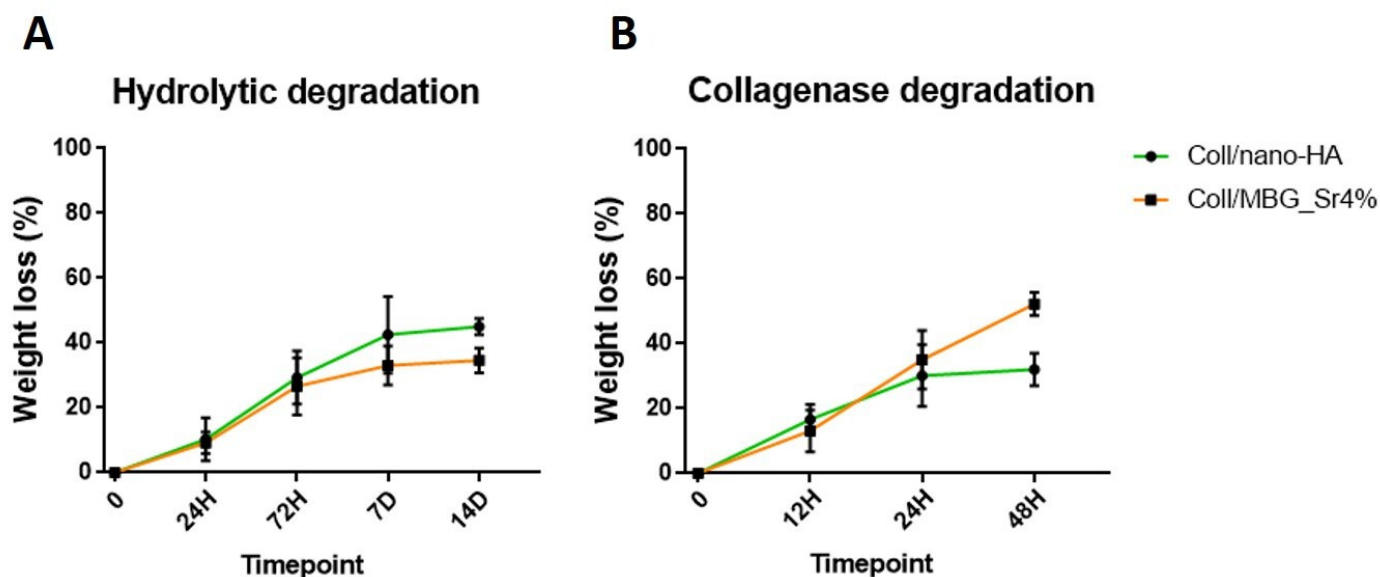 A
Hydrolytic degradation
Weight loss (%)
100
80
60
40
20
0
0
24H
72H
7D
14D
Timepoint
B
Collagenase degradation
Weight loss (%)
100
80
60
40
20
0
0
12H
24H
48H
Timepoint
Coll/nano-HA
Coll/MBG_Sr4%